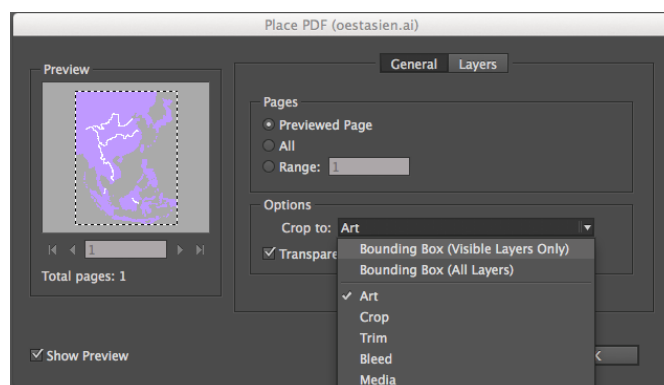 Place PDF (oestasien.ai)
Preview
1
Total pages: 1
Show Preview
General Layers
Pages
Previewed Page
All
Range: 1
Options
Crop to: Art
Bounding Box (Visible Layers Only)
Bounding Box (All Layers)
Art
Crop
Trim
Bleed
Media